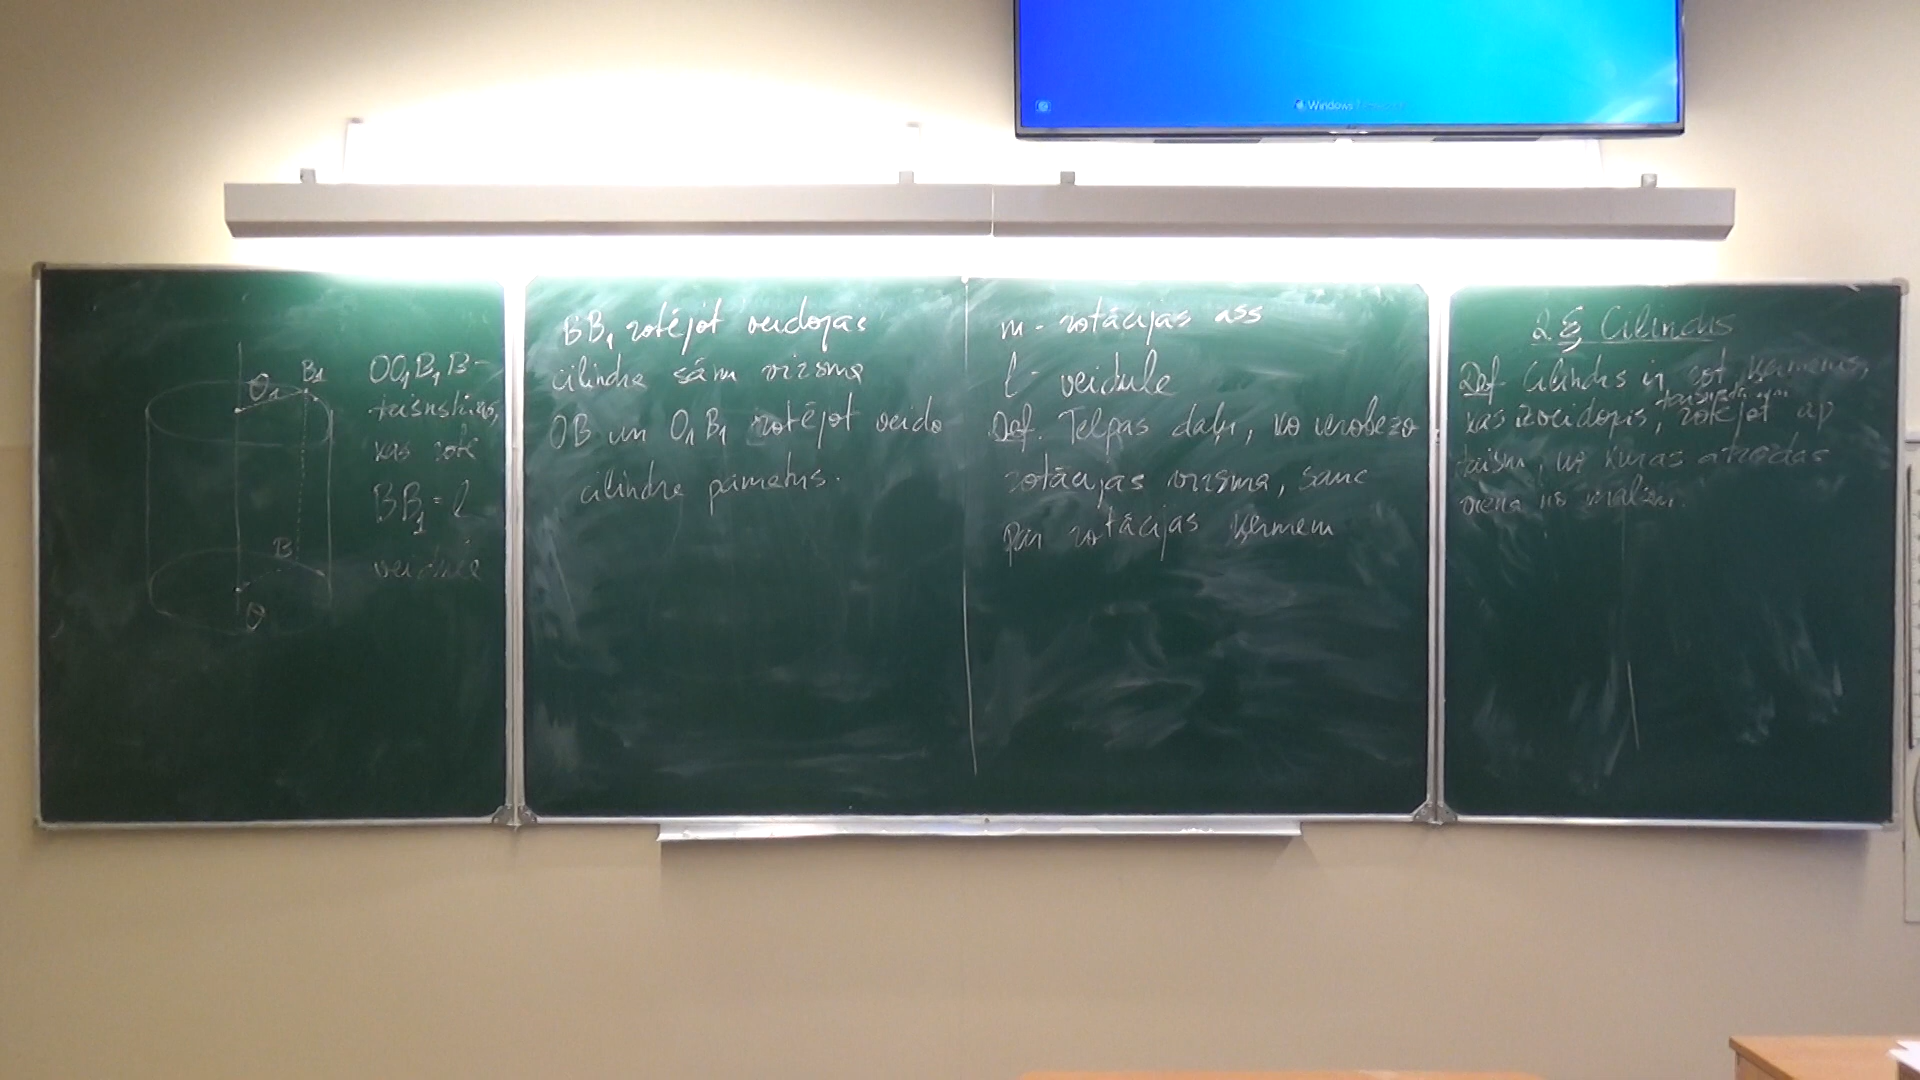 Windows
O₁
B₁
B
O
OO₁B₁B-
taisnstūris,
kas rotē
BB₁ = l
veidule
BB₁ rotējot veidojas
cilindra sānu virsma
OB un O₁B₁ rotējot veido
cilindra pamatus.
m - rotācijas ass
l - veidule
Def. Telpas daļu, ko ierobežo
rotācijas virsma, sauc
par rotācijas ķermeni
2§ Cilindrs
Def Cilindrs ir rot. ķermenis,
kas izveidojies, taisnstūrim rotējot ap
taisni, uz kuras atrodas
viena no malām.